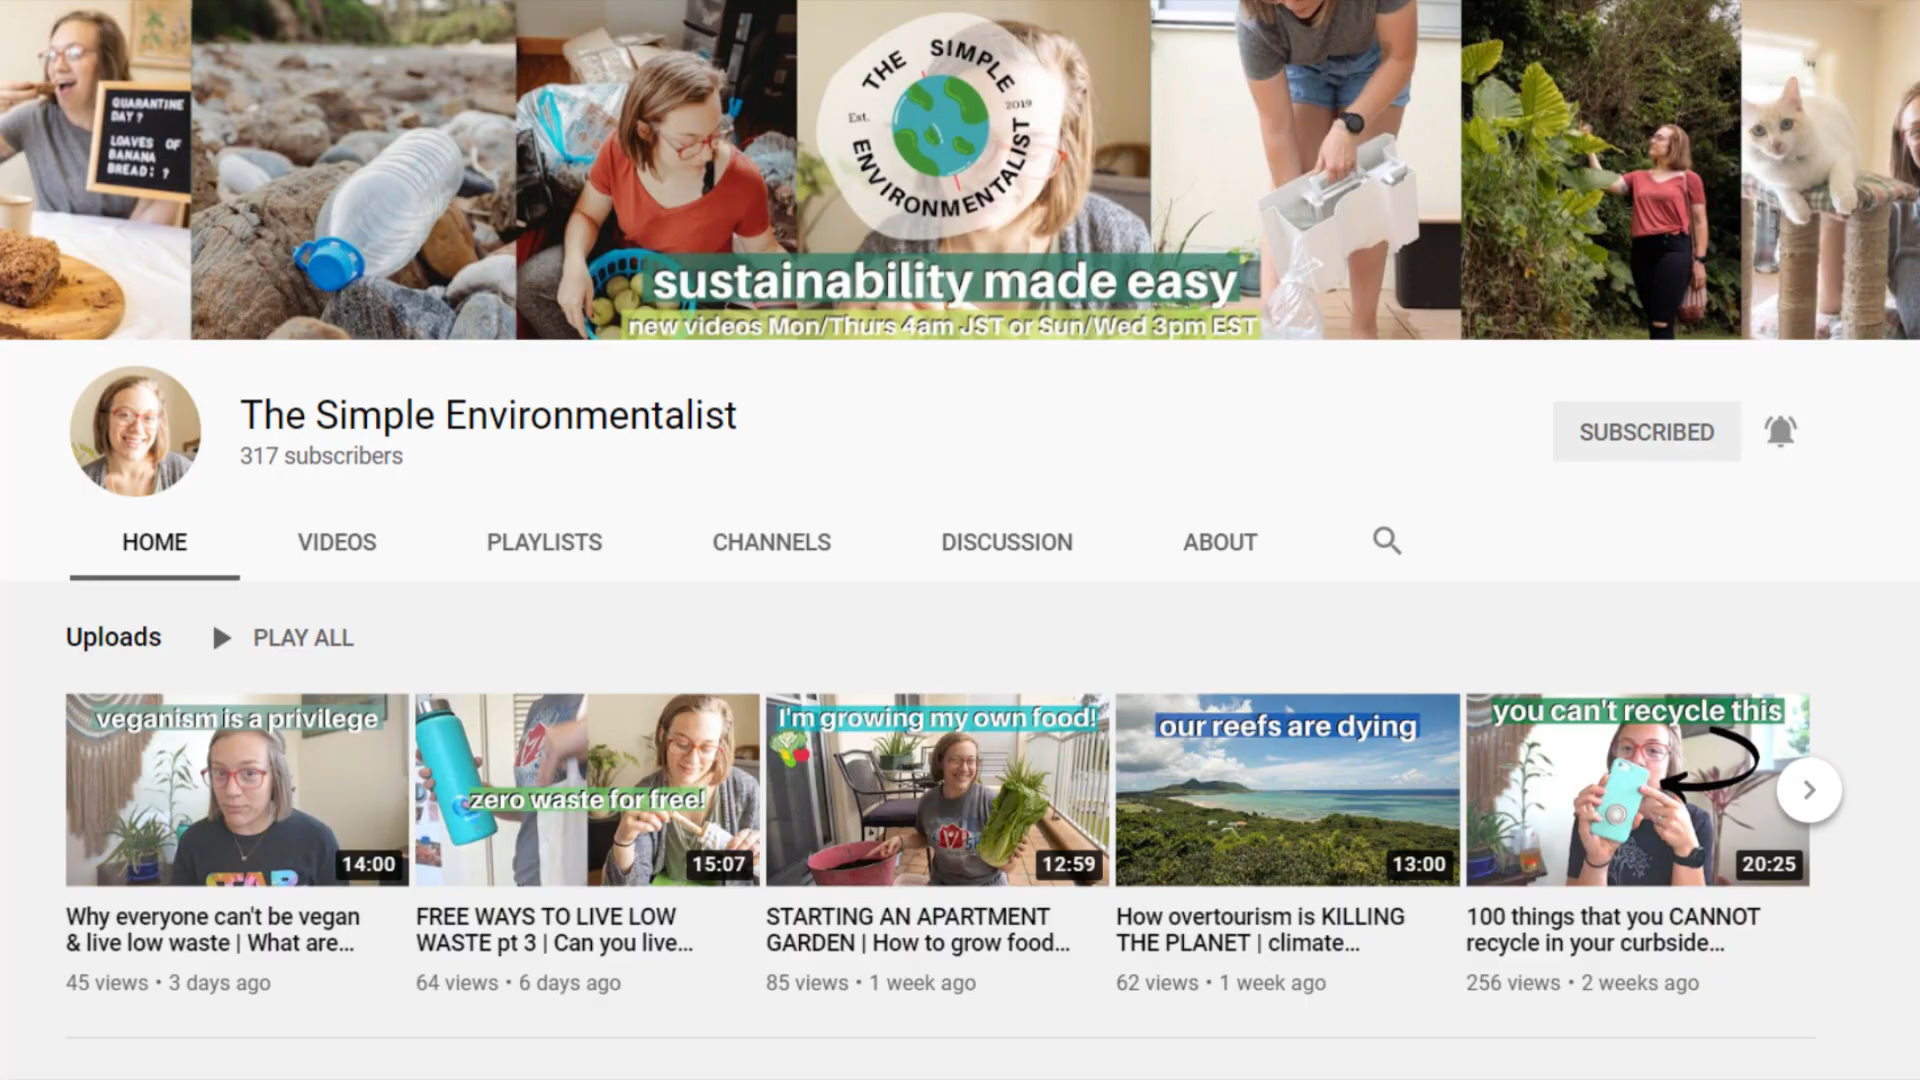 QUARANTINE
DAY ?
LOAVES OF
BANANA
BREAD: ?
THE SIMPLE
Est. 2019
ENVIRONMENTALIST
sustainability made easy
new videos Mon/Thurs 4am JST or Sun/Wed 3pm EST
The Simple Environmentalist
317 subscribers
SUBSCRIBED
HOME VIDEOS PLAYLISTS CHANNELS DISCUSSION ABOUT
Uploads PLAY ALL
veganism is a privilege
14:00
zero waste for free!
15:07
I'm growing my own food!
12:59
our reefs are dying
13:00
you can't recycle this
20:25
Why everyone can't be vegan
& live low waste | What are...
45 views • 3 days ago
FREE WAYS TO LIVE LOW
WASTE pt 3 | Can you live...
64 views • 6 days ago
STARTING AN APARTMENT
GARDEN | How to grow food...
85 views • 1 week ago
How overtourism is KILLING
THE PLANET | climate...
62 views • 1 week ago
100 things that you CANNOT
recycle in your curbside...
256 views • 2 weeks ago